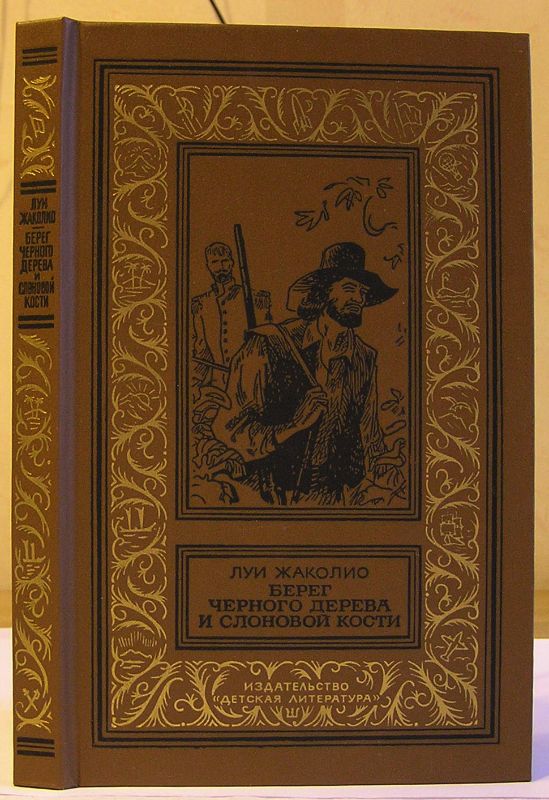 ЛУИ
ЖАКОЛИО
БЕРЕГ
ЧЕРНОГО
ДЕРЕВА
И
СЛОНОВОЙ
КОСТИ
ЛУИ ЖАКОЛИО
БЕРЕГ
ЧЕРНОГО ДЕРЕВА
И СЛОНОВОЙ КОСТИ
ИЗДАТЕЛЬСТВО
"ДЕТСКАЯ ЛИТЕРАТУРА"